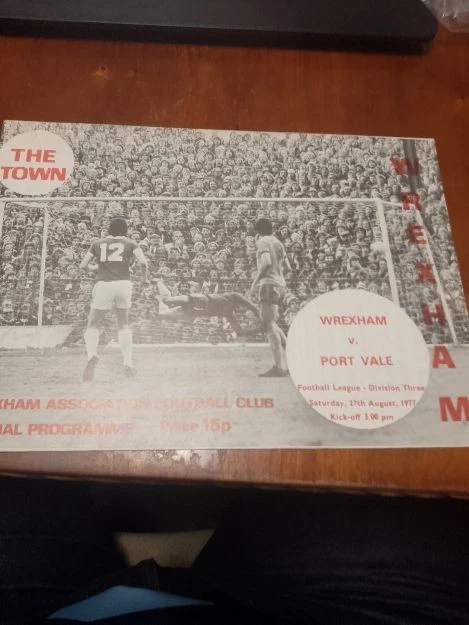 THE
TOWN
WREXHAM
12
WREXHAM
v.
PORT VALE
Football League - Division Three
Saturday, 27th August, 1977
Kick-off 3.00 pm
XHAM ASSOCIATION FOOTBALL CLUB
IAL PROGRAMME Price 15p